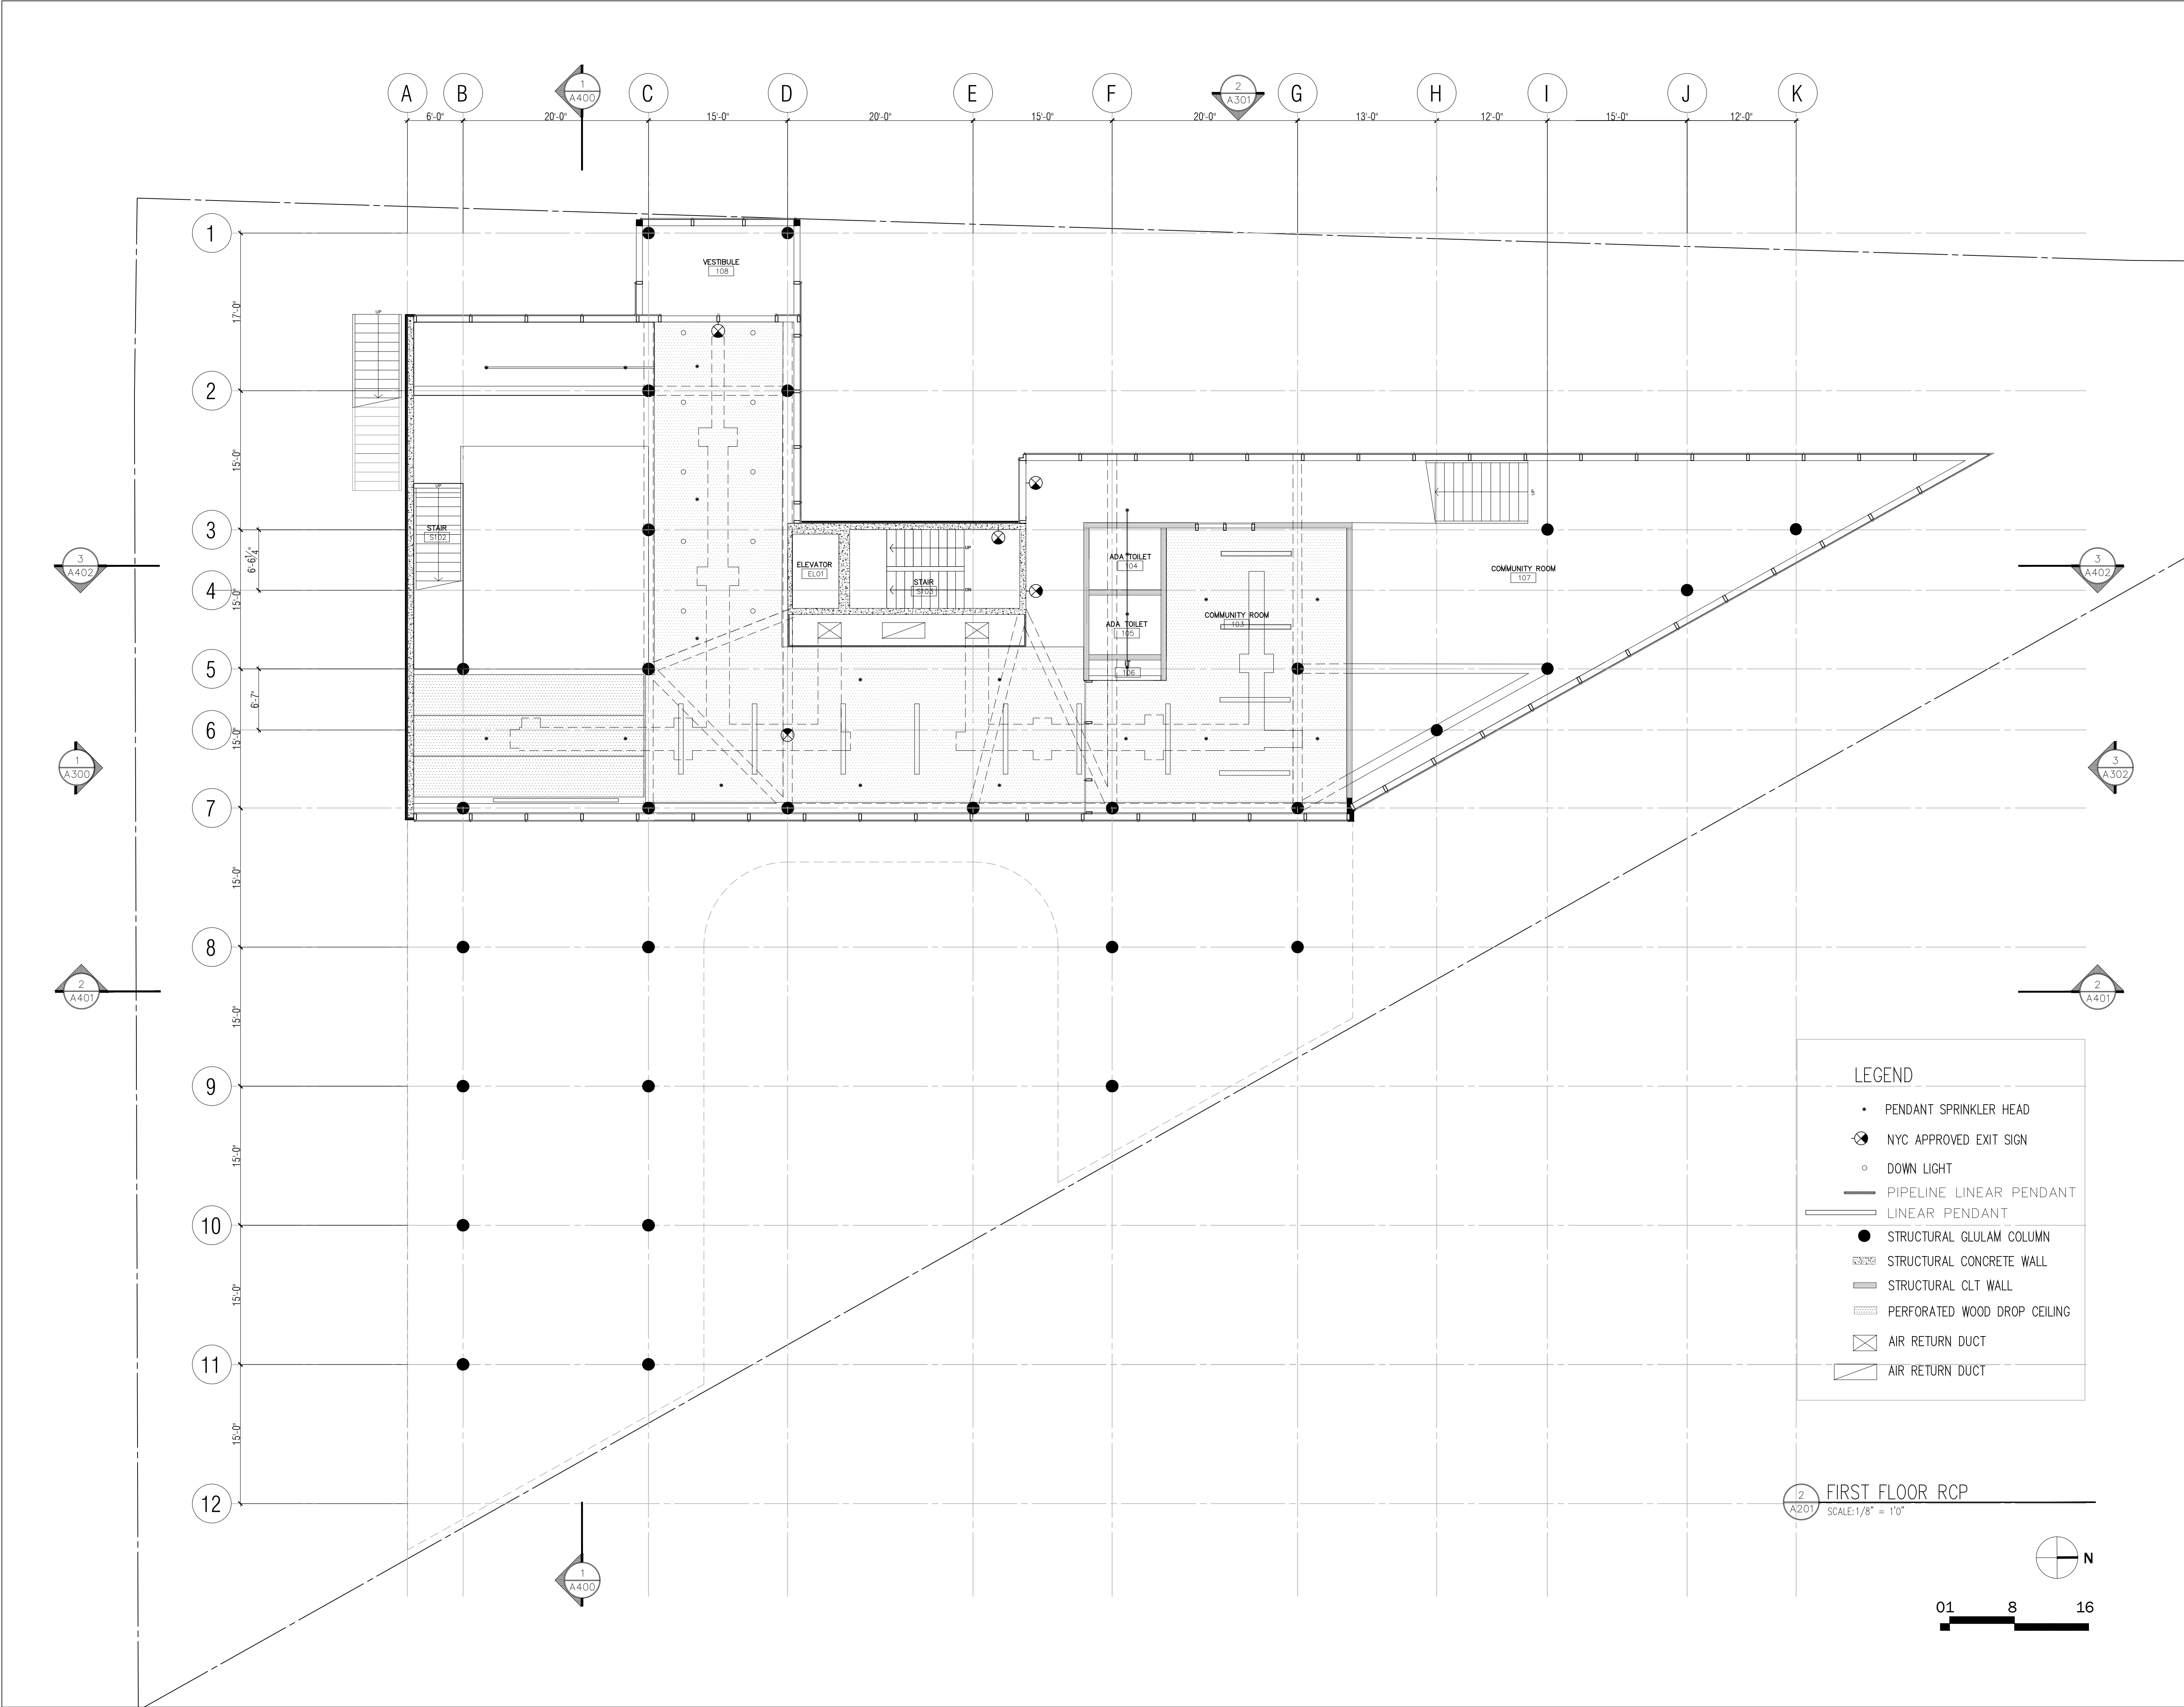 A B C D E F G H I J K
1
A400
2
A301
6'-0" 20'-0" 15'-0" 20'-0" 15'-0" 20'-0" 13'-0" 12'-0" 15'-0" 12'-0"
1
17'-0"
2
15'-0"
3
6'-6¼"
4
15'-0"
5
6'-7"
6
15'-0"
7
15'-0"
8
15'-0"
9
15'-0"
10
15'-0"
11
15'-0"
12
VESTIBULE
108
UP
UP
STAIR
S102
ELEVATOR
EL01
UP
STAIR
S103
DN
ADA TOILET
104
ADA TOILET
105
106
COMMUNITY ROOM
103
COMMUNITY ROOM
107
UP
3
A402
3
A402
1
A300
3
A302
2
A401
2
A401
1
A400
LEGEND
PENDANT SPRINKLER HEAD
NYC APPROVED EXIT SIGN
DOWN LIGHT
PIPELINE LINEAR PENDANT
LINEAR PENDANT
STRUCTURAL GLULAM COLUMN
STRUCTURAL CONCRETE WALL
STRUCTURAL CLT WALL
PERFORATED WOOD DROP CEILING
AIR RETURN DUCT
AIR RETURN DUCT
2
A201
FIRST FLOOR RCP
SCALE:1/8" = 1'0"
N
01 8 16